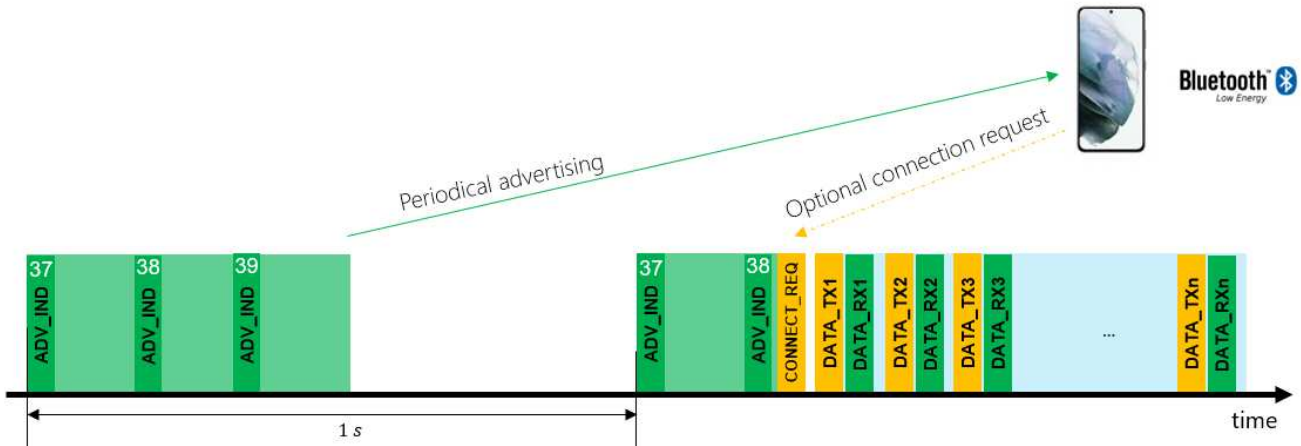 Bluetooth™
Low Energy
Periodical advertising
Optional connection request
37
ADV_IND
38
ADV_IND
39
ADV_IND
37
ADV_IND
38
ADV_IND
CONNECT_REQ
DATA_TX1
DATA_RX1
DATA_TX2
DATA_RX2
DATA_TX3
DATA_RX3
...
DATA_TXn
DATA_RXn
time
1 s